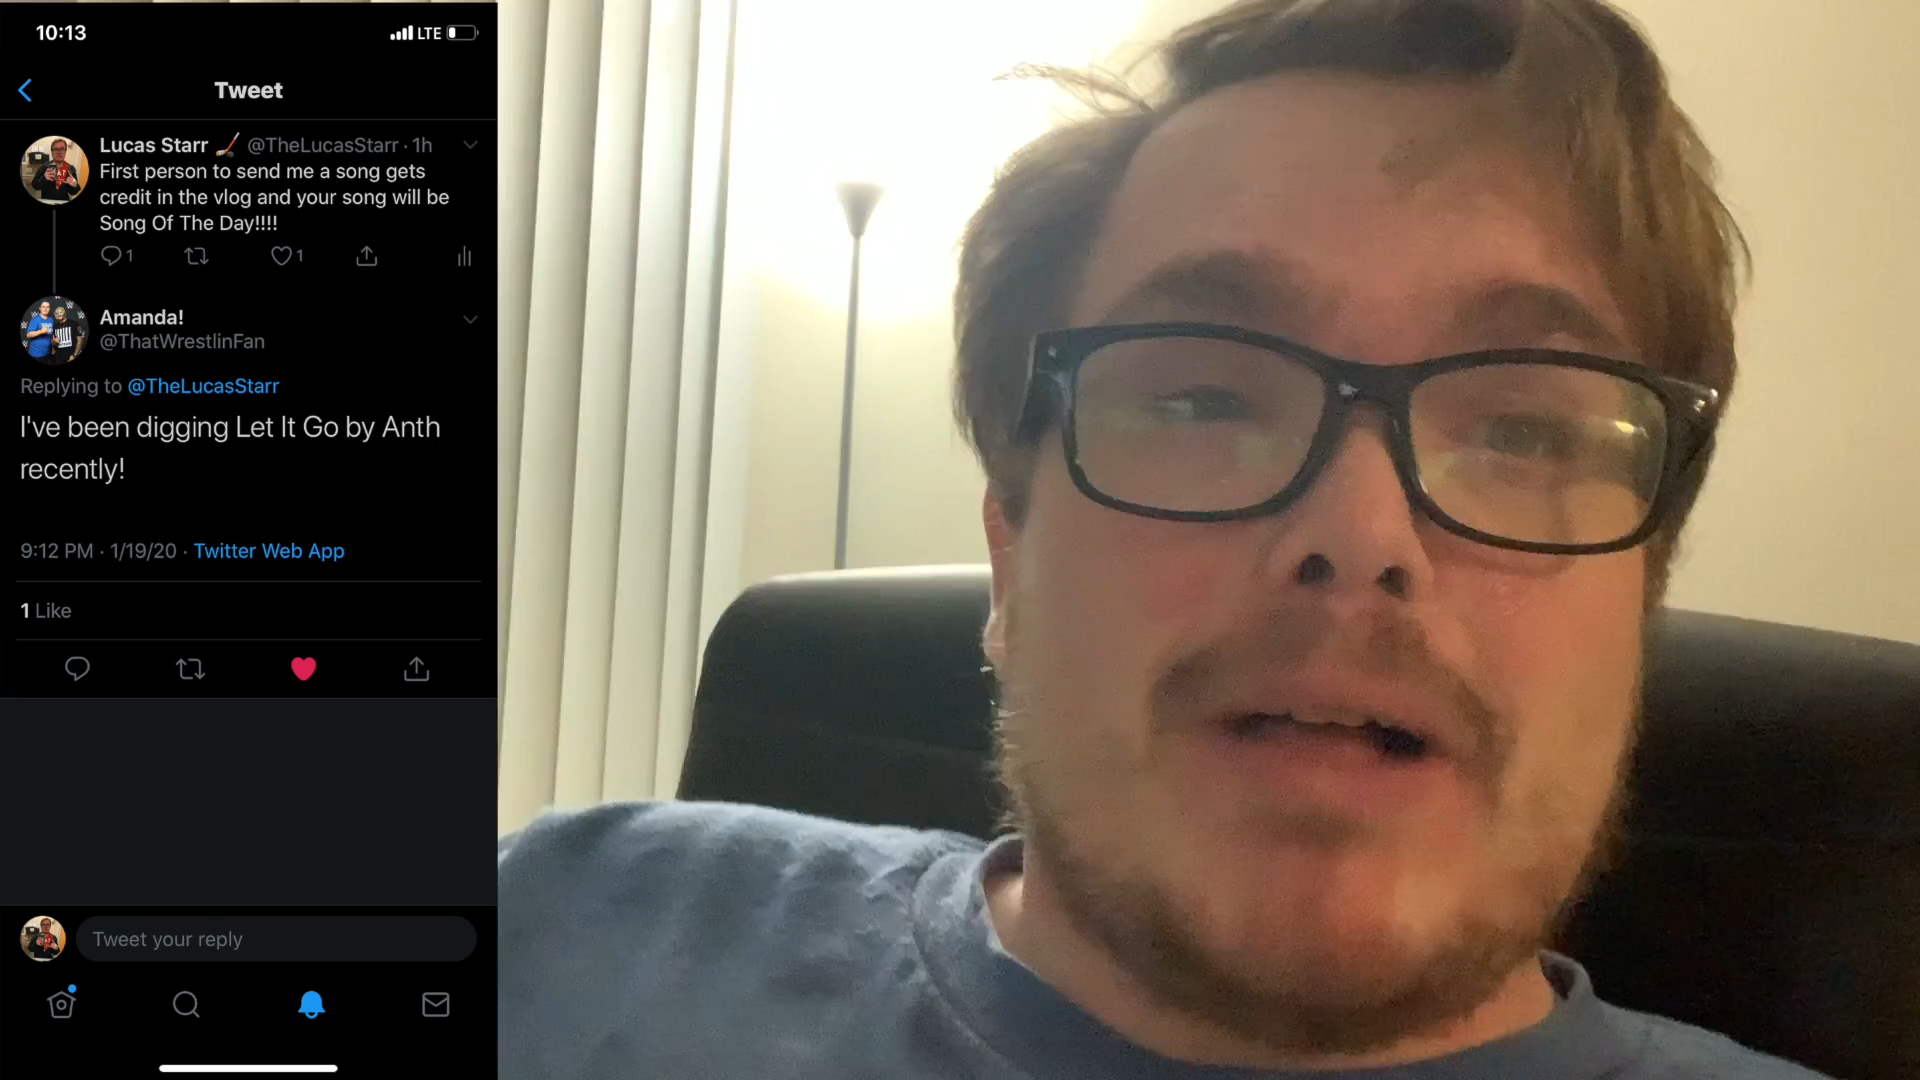 10:13
LTE
Tweet
Lucas Starr @TheLucasStarr · 1h
First person to send me a song gets
credit in the vlog and your song will be
Song Of The Day!!!!
1
1
Amanda!
@ThatWrestlinFan
Replying to @TheLucasStarr
I've been digging Let It Go by Anth
recently!
9:12 PM · 1/19/20 · Twitter Web App
1 Like
Tweet your reply